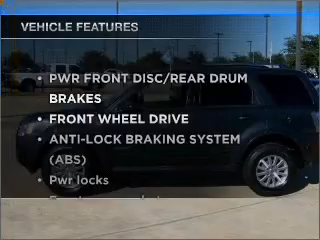 VEHICLE FEATURES
• PWR FRONT DISC/REAR DRUM
BRAKES
• FRONT WHEEL DRIVE
• ANTI-LOCK BRAKING SYSTEM
(ABS)
• Pwr locks